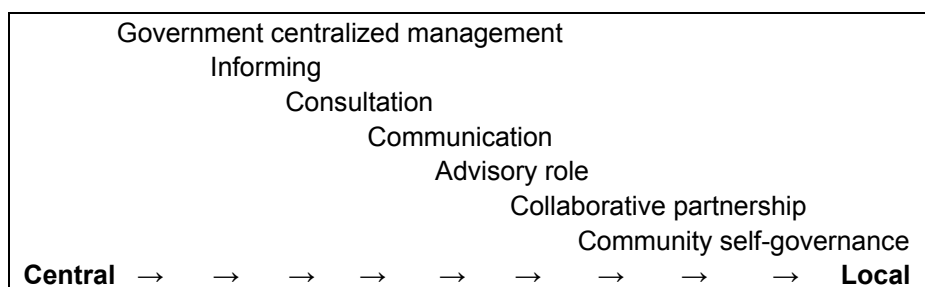 Government centralized management
Informing
Consultation
Communication
Advisory role
Collaborative partnership
Community self-governance
Central → → → → → → → → → Local